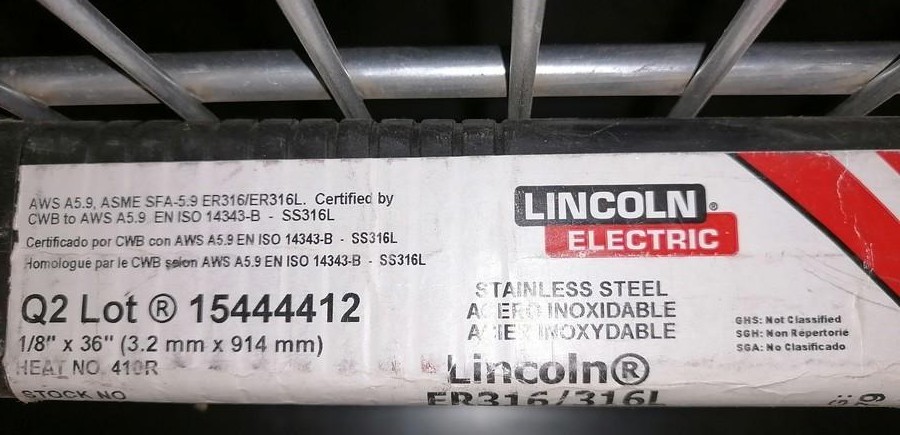 AWS A5.9, ASME SFA-5.9 ER316/ER316L. Certified by
CWB to AWS A5.9 EN ISO 14343-B - SS316L
Certificado por CWB con AWS A5.9 EN ISO 14343-B - SS316L
Homologué par le CWB selon AWS A5.9 EN ISO 14343-B - SS316L
Q2 Lot ® 15444412
1/8" x 36" (3.2 mm x 914 mm)
HEAT NO. 410R
STOCK NO
LINCOLN ®
ELECTRIC
STAINLESS STEEL
ACERO INOXIDABLE
ACIER INOXYDABLE
Lincoln®
ER316/316L
GHS: Not Classified
SGH: Non Répertorié
SGA: No Clasificado